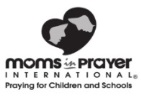 moms in prayer
INTERNATIONAL®
Praying for Children and Schools